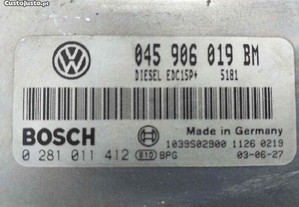 CustoJusto.pt
045 906 019 BM
DIESEL EDC15P+ 5181
BOSCH
Made in Germany
1039S02900 1126 0219
0 281 011 412 E10 BPG 03-06-27